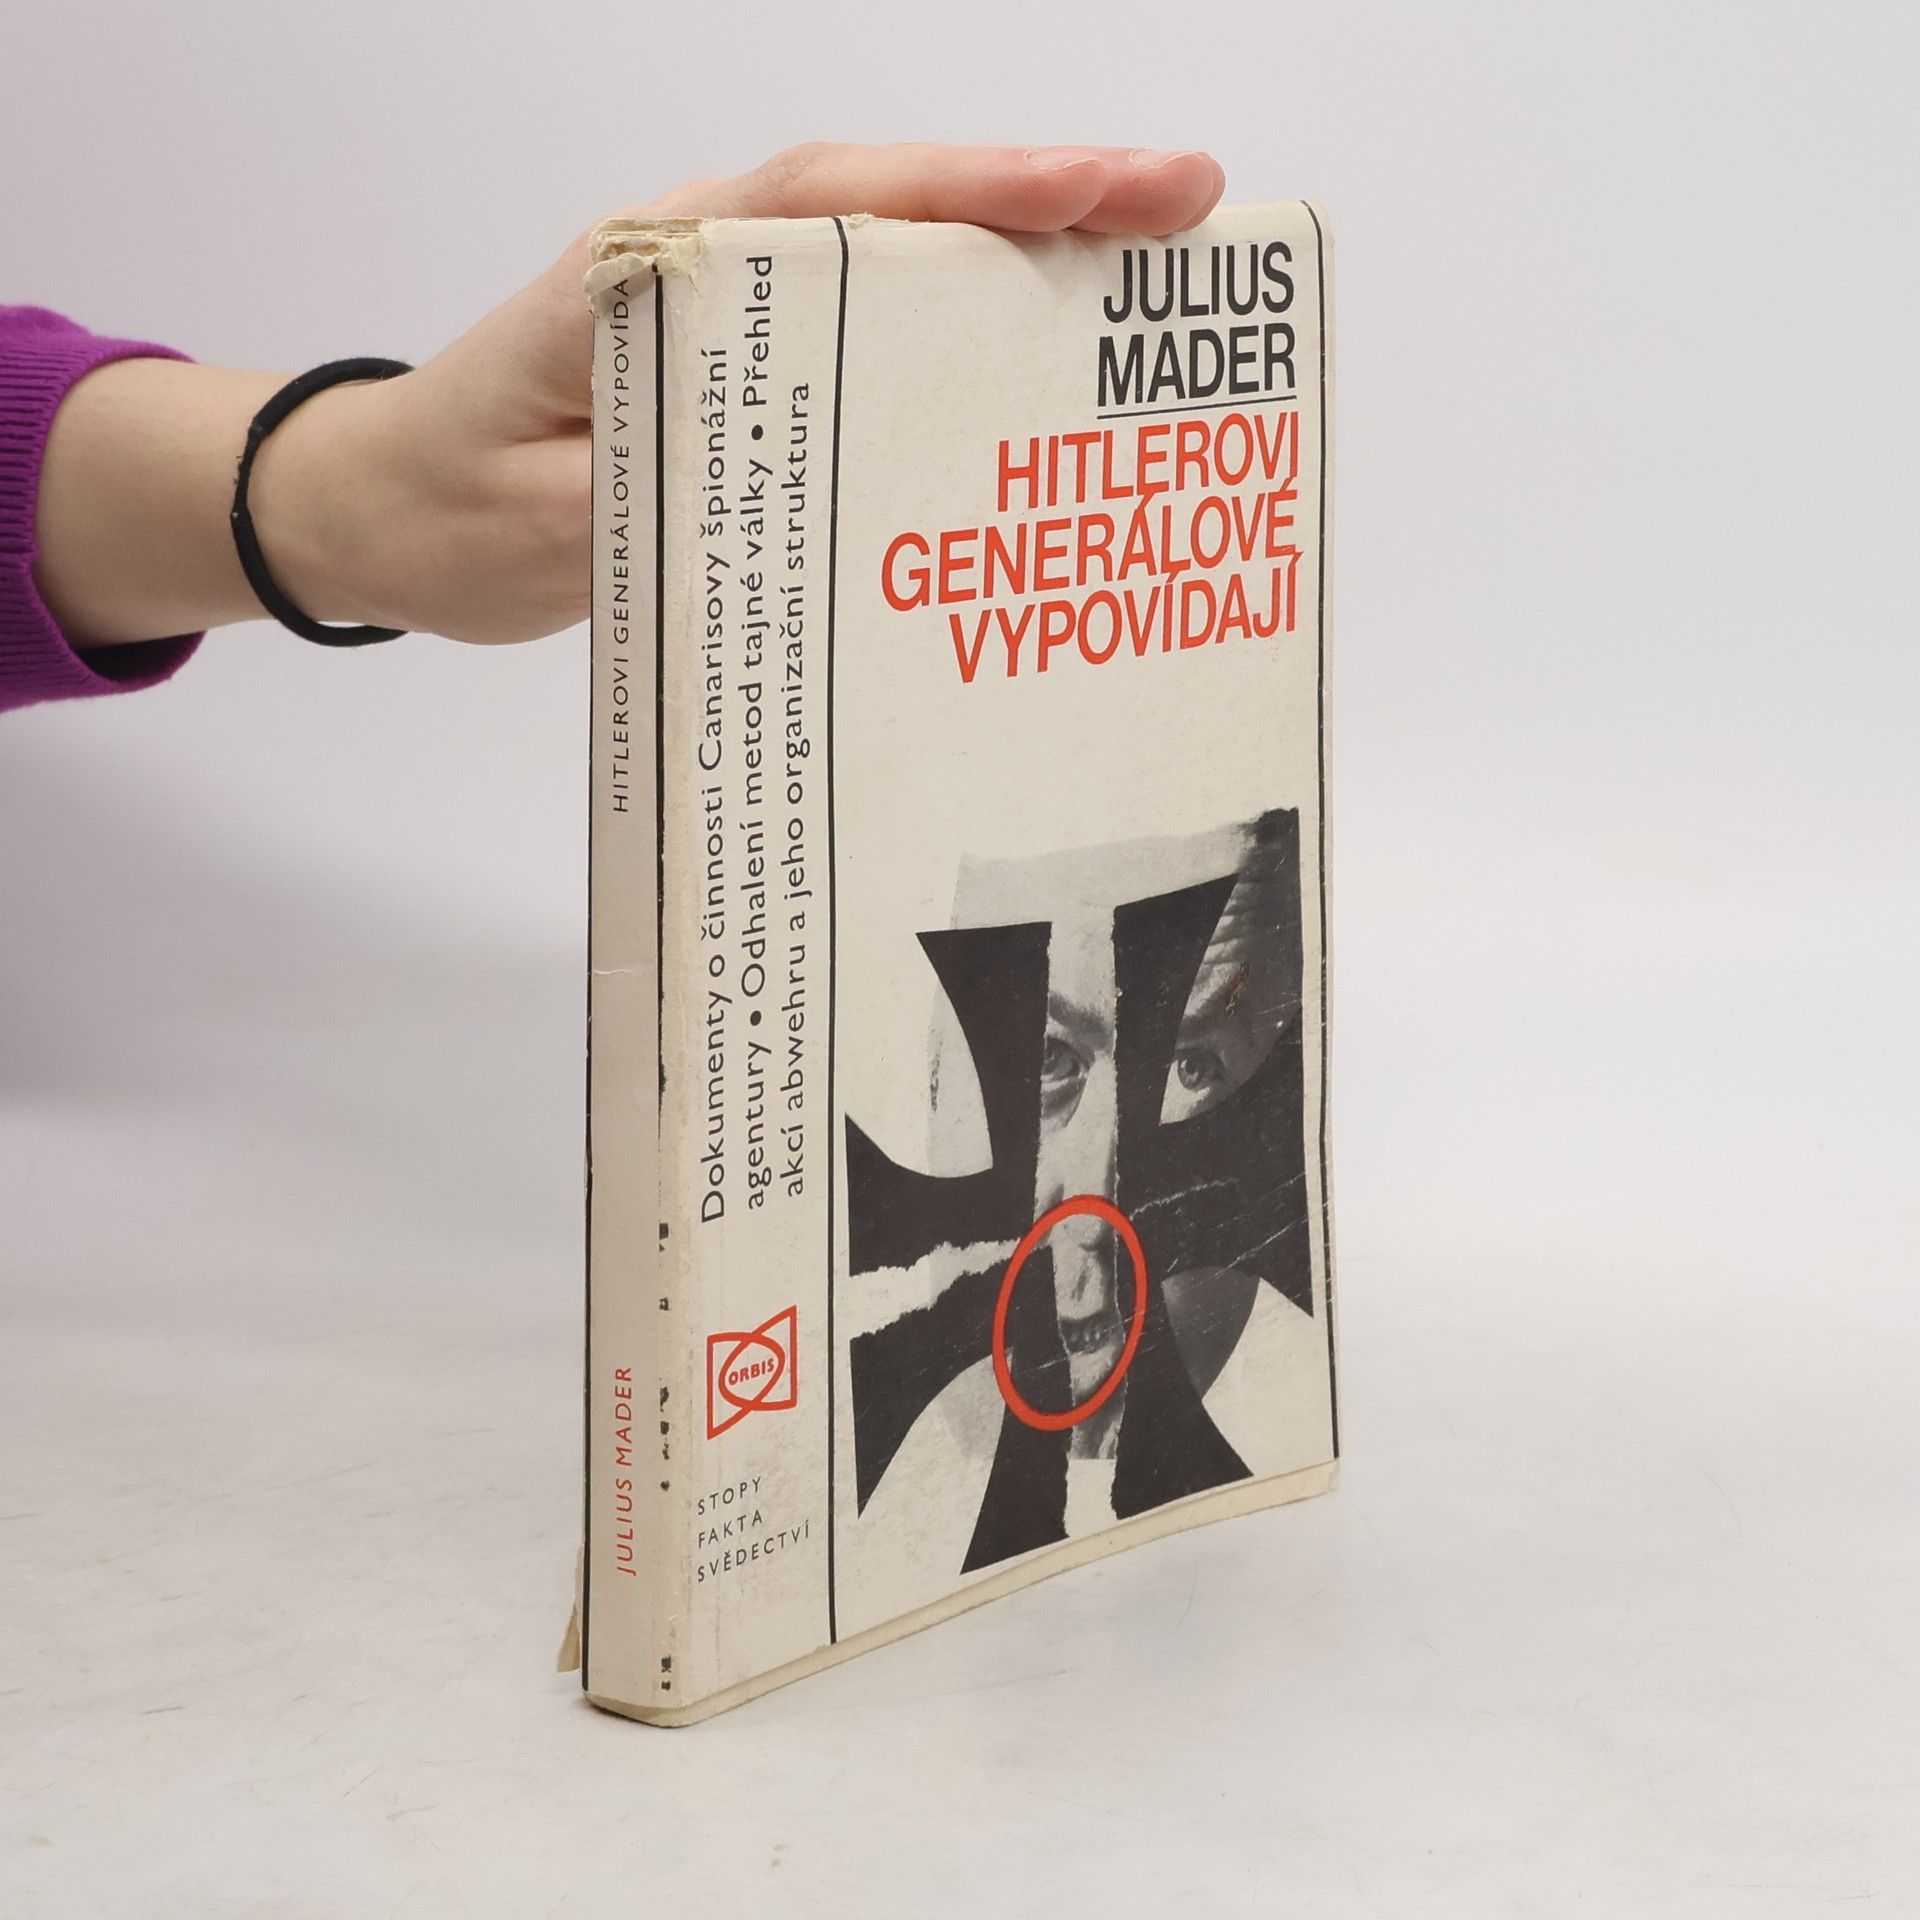 JULIUS
MADER
HITLEROVI
GENERÁLOVÉ
VYPOVÍDAJÍ
Dokumenty o činnosti Canarisovy špionážní
agentury • Odhalení metod tajné války • Přehled
akcí abwehru a jeho organizační struktura
ORBIS
STOPY
FAKTA
SVĚDECTVÍ
JULIUS MADER
HITLEROVI GENERÁLOVÉ VYPOVÍDA